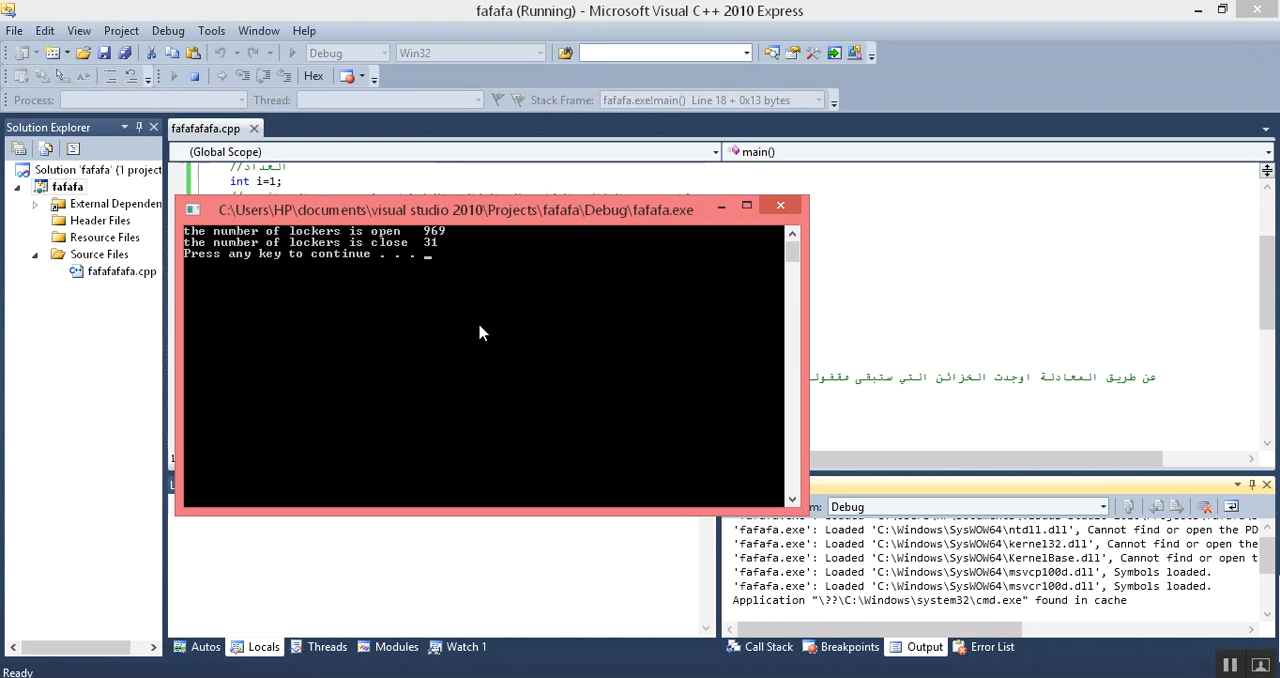 fafafa (Running) - Microsoft Visual C++ 2010 Express
File Edit View Project Debug Tools Window Help
Debug Win32
Hex
Process: Thread: Stack Frame: fafafa.exe!main() Line 18 + 0x13 bytes
Solution Explorer
Solution 'fafafa' (1 project
fafafa
External Dependen
Header Files
Resource Files
Source Files
fafafafafa.cpp
fafafafafa.cpp
(Global Scope) main()
//العداد
int i=1;
C:\Users\HP\documents\visual studio 2010\Projects\fafafa\Debug\fafafa.exe
the number of lockers is open 969
the number of lockers is close 31
Press any key to continue . . . _
عن طريق المعادلة اوجدت الخزائن التي ستبقى
Debug
'fafafa.exe': Loaded 'C:\Windows\SysWOW64\ntdll.dll', Cannot find or open the PD
'fafafa.exe': Loaded 'C:\Windows\SysWOW64\kernel32.dll', Cannot find or open the
'fafafa.exe': Loaded 'C:\Windows\SysWOW64\KernelBase.dll', Cannot find or open t
'fafafa.exe': Loaded 'C:\Windows\SysWOW64\msvcp100d.dll', Symbols loaded.
'fafafa.exe': Loaded 'C:\Windows\SysWOW64\msvcr100d.dll', Symbols loaded.
Application "\??\C:\Windows\system32\cmd.exe" found in cache
Autos Locals Threads Modules Watch 1
Call Stack Breakpoints Output Error List
Ready